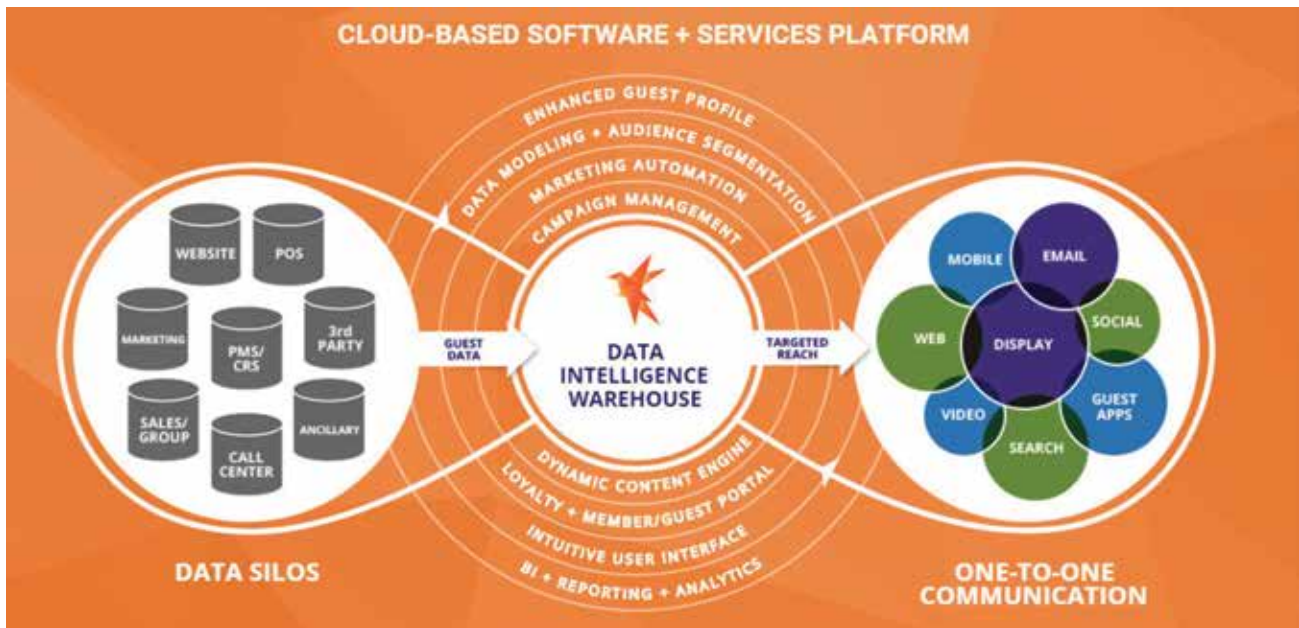 CLOUD-BASED SOFTWARE + SERVICES PLATFORM
ENHANCED GUEST PROFILE
DATA MODELING + AUDIENCE SEGMENTATION
MARKETING AUTOMATION
CAMPAIGN MANAGEMENT
WEBSITE
POS
MARKETING
PMS/
CRS
3rd
PARTY
SALES/
GROUP
CALL
CENTER
ANCILLARY
DATA SILOS
GUEST
DATA
DATA
INTELLIGENCE
WAREHOUSE
TARGETED
REACH
DYNAMIC CONTENT ENGINE
LOYALTY + MEMBER/GUEST PORTAL
INTUITIVE USER INTERFACE
BI + REPORTING + ANALYTICS
MOBILE
EMAIL
WEB
DISPLAY
SOCIAL
VIDEO
GUEST
APPS
SEARCH
ONE-TO-ONE
COMMUNICATION